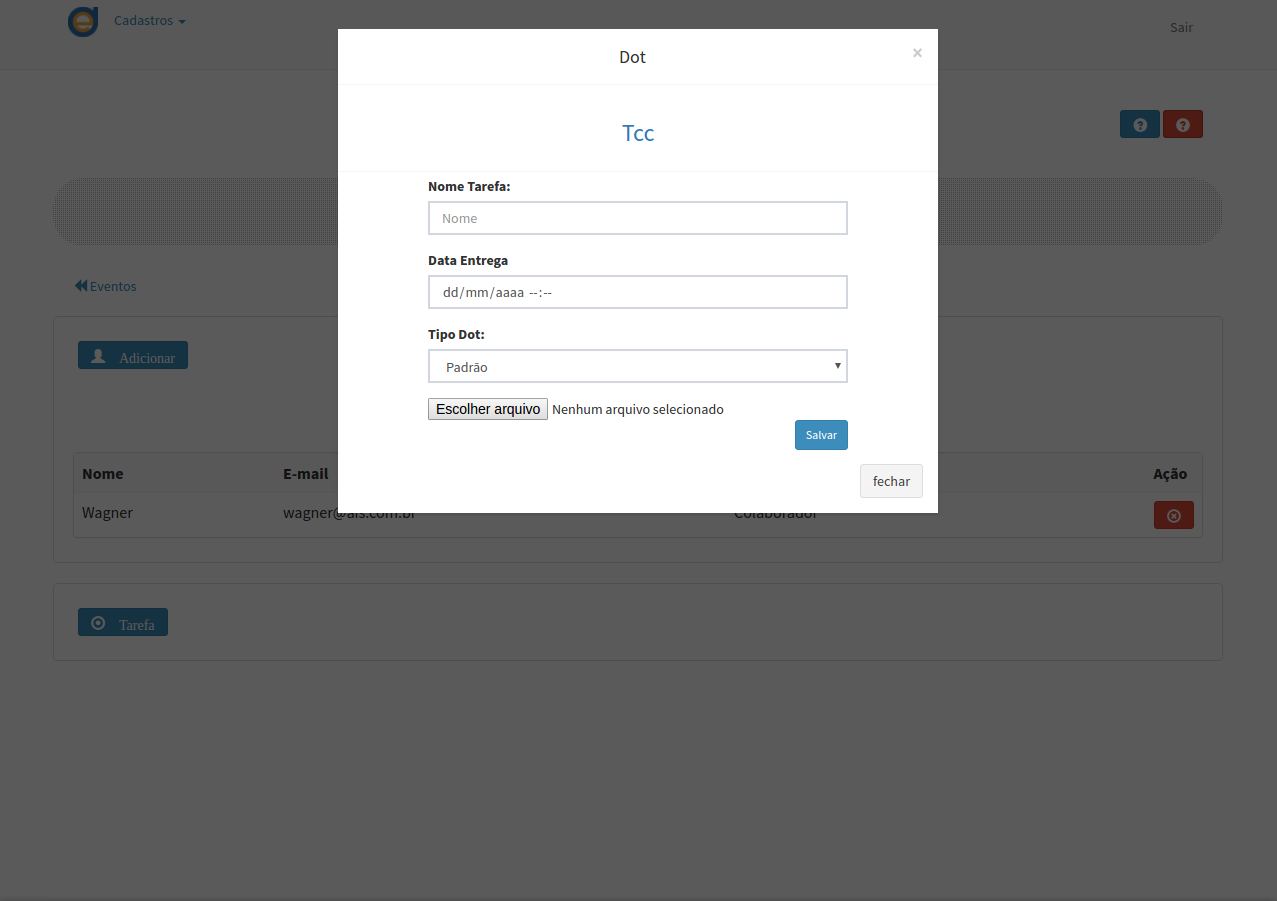 Cadastros
Sair
Dot
×
Tcc
Nome Tarefa:
Nome
Data Entrega
dd/mm/aaaa --:--
Eventos
Tipo Dot:
Padrão
Adicionar
Escolher arquivo Nenhum arquivo selecionado
Salvar
fechar
Nome E-mail Ação
Wagner wagner@ais.com.br Colaborador
Tarefa